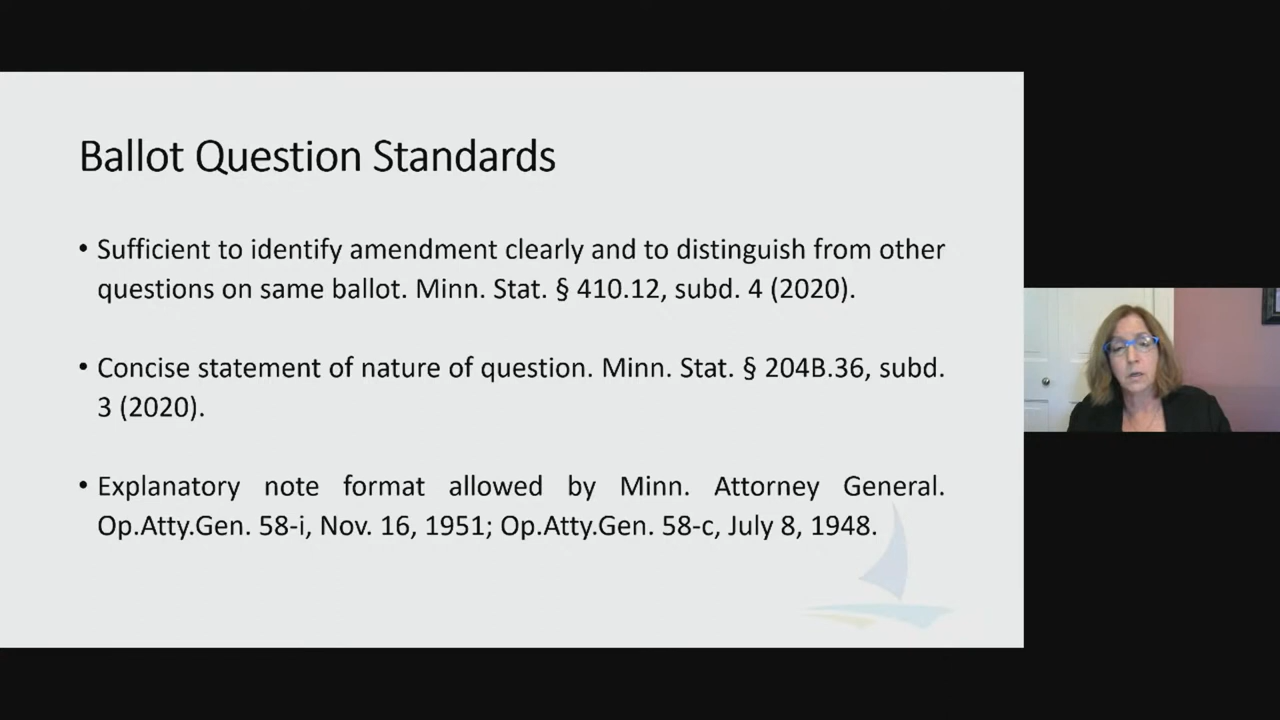 Ballot Question Standards
• Sufficient to identify amendment clearly and to distinguish from other
questions on same ballot. Minn. Stat. § 410.12, subd. 4 (2020).
• Concise statement of nature of question. Minn. Stat. § 204B.36, subd.
3 (2020).
• Explanatory note format allowed by Minn. Attorney General.
Op.Atty.Gen. 58-i, Nov. 16, 1951; Op.Atty.Gen. 58-c, July 8, 1948.